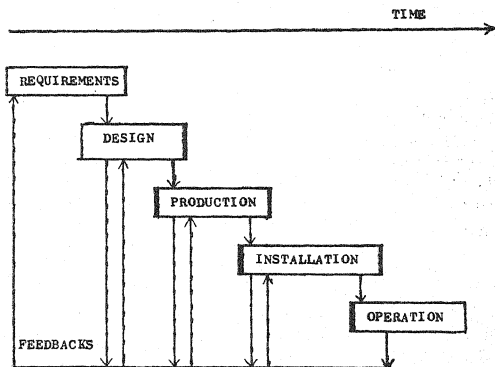 TIME
REQUIREMENTS
DESIGN
PRODUCTION
INSTALLATION
OPERATION
FEEDBACKS